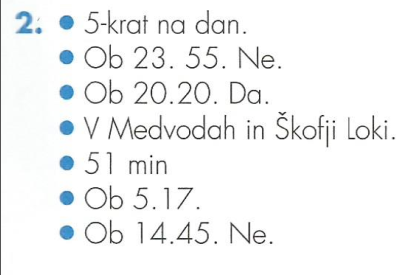 2. • 5-krat na dan.
• Ob 23. 55. Ne.
• Ob 20.20. Da.
• V Medvodah in Škofji Loki.
• 51 min
• Ob 5.17.
• Ob 14.45. Ne.